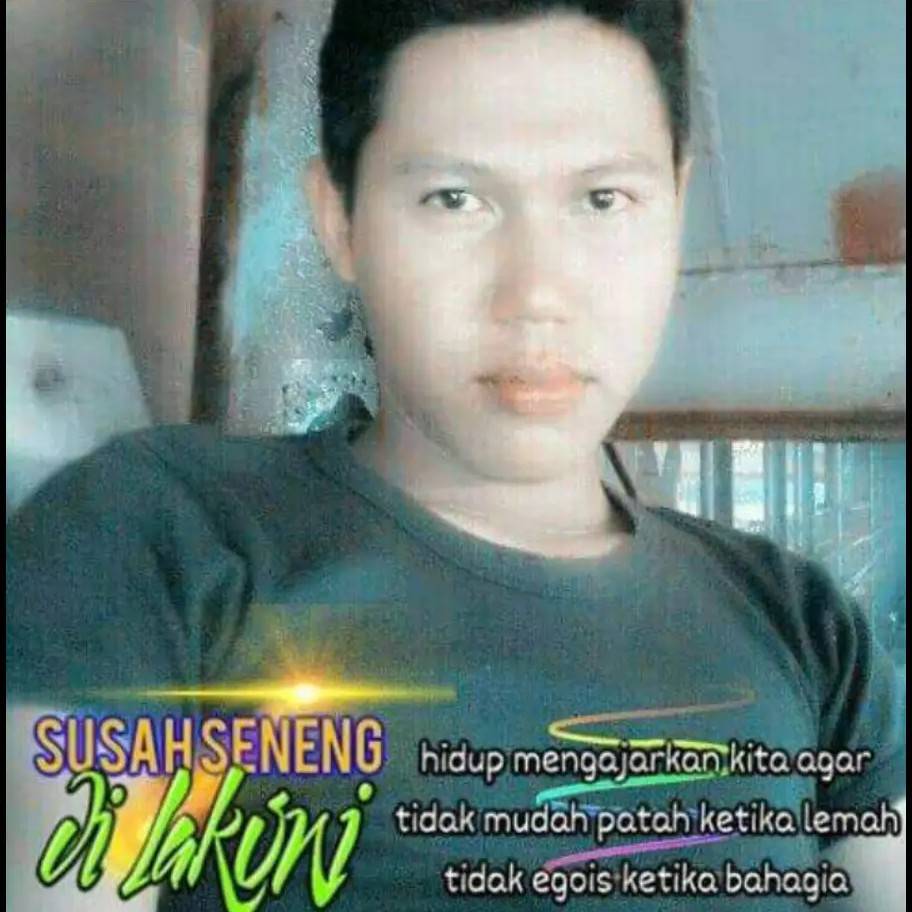 SUSAH SENENG
di Lakoni
hidup mengajarkan kita agar
tidak mudah patah ketika lemah
tidak egois ketika bahagia